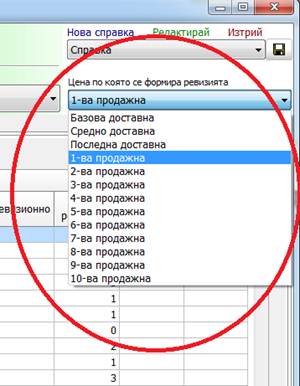 Нова справка Редактирай Изтрий
Справка
Цена по която се формира ревизията
1-ва продажна
Базова доставна
Средно доставна
Последна доставна
1-ва продажна
2-ва продажна
3-ва продажна
4-ва продажна
5-ва продажна
6-ва продажна
7-ва продажна
8-ва продажна
9-ва продажна
10-ва продажна
1
1
0
2
1
3